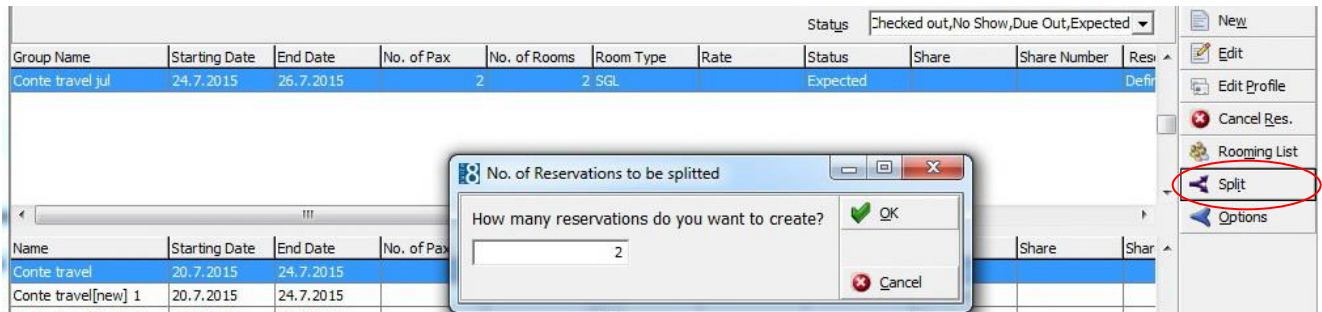 Status Checked out,No Show,Due Out,Expected
New
Group Name Starting Date End Date No. of Pax No. of Rooms Room Type Rate Status Share Share Number Res
Edit
Conte travel jul 24.7.2015 26.7.2015 2 2 SGL Expected Defir
Edit Profile
Cancel Res.
Rooming List
No. of Reservations to be splitted
Split
How many reservations do you want to create?
OK
Options
2
Name Starting Date End Date No. of Pax Share Shar
Conte travel 20.7.2015 24.7.2015
Cancel
Conte travel[new] 1 20.7.2015 24.7.2015